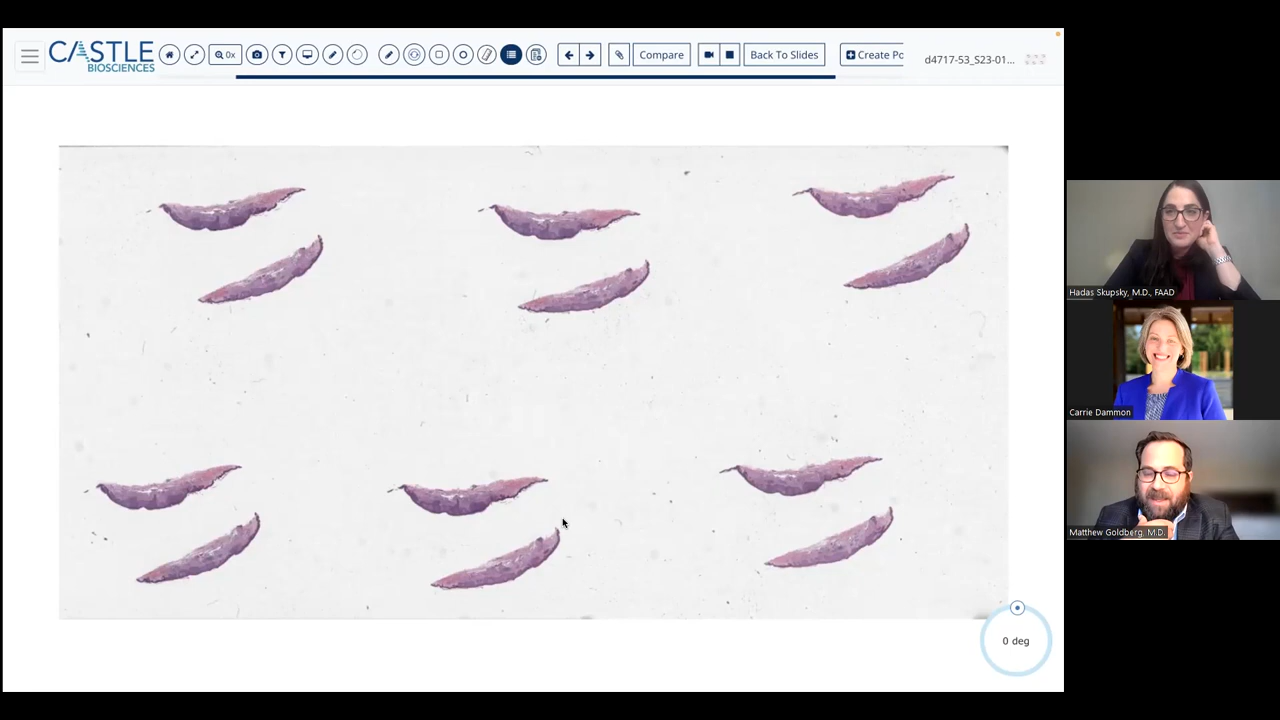 CASTLE
BIOSCIENCES
0x
Compare
Back To Slides
Create Po
d4717-53_S23-01...
0 deg
Hadas Skupsky, M.D., FAAD
Carrie Dammon
Matthew Goldberg, M.D.